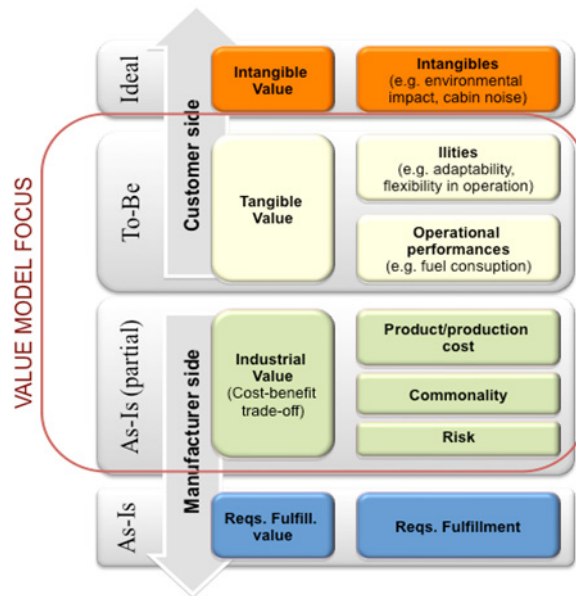 Ideal
Intangible
Value
Intangibles
(e.g. environmental
impact, cabin noise)
VALUE MODEL FOCUS
To-Be
Customer side
Tangible
Value
Ilities
(e.g. adaptability,
flexibility in operation)
Operational
performances
(e.g. fuel consuption)
As-Is (partial)
Manufacturer side
Industrial
Value
(Cost-benefit
trade-off)
Product/production
cost
Commonality
Risk
As-Is
Reqs. Fulfill.
value
Reqs. Fulfillment